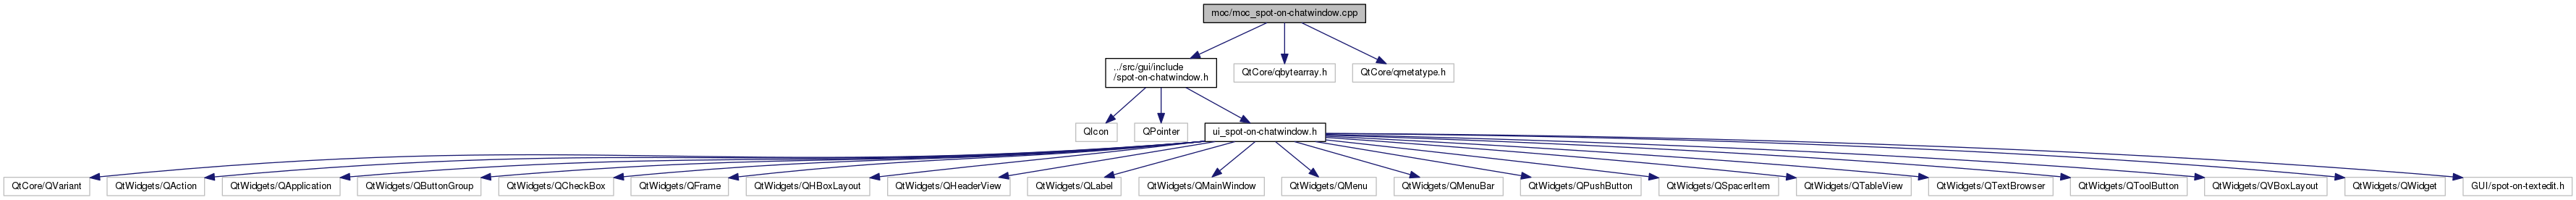 moc/moc_spot-on-chatwindow.cpp
../src/gui/include
/spot-on-chatwindow.h
QtCore/qbytearray.h
QtCore/qmetatype.h
QIcon
QPointer
ui_spot-on-chatwindow.h
QtCore/QVariant
QtWidgets/QAction
QtWidgets/QApplication
QtWidgets/QButtonGroup
QtWidgets/QCheckBox
QtWidgets/QFrame
QtWidgets/QHBoxLayout
QtWidgets/QHeaderView
QtWidgets/QLabel
QtWidgets/QMainWindow
QtWidgets/QMenu
QtWidgets/QMenuBar
QtWidgets/QPushButton
QtWidgets/QSpacerItem
QtWidgets/QTableView
QtWidgets/QTextBrowser
QtWidgets/QToolButton
QtWidgets/QVBoxLayout
QtWidgets/QWidget
GUI/spot-on-textedit.h